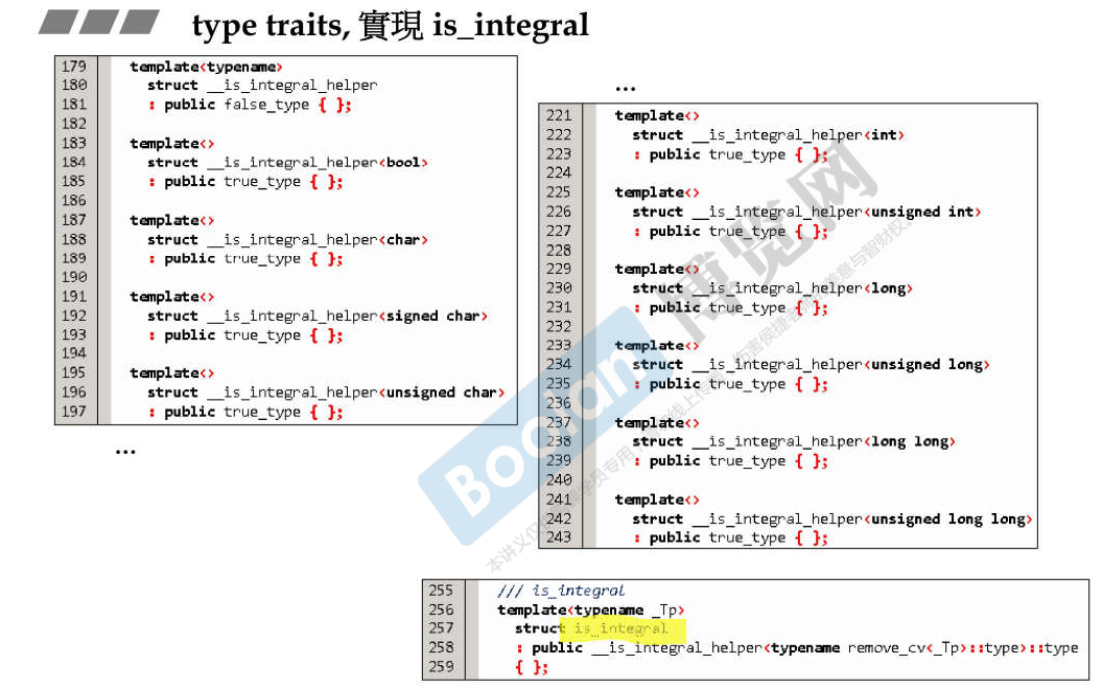 type traits, 實現 is_integral
179 template<typename>
180 struct __is_integral_helper
181 : public false_type { };
182
183 template<>
184 struct __is_integral_helper<bool>
185 : public true_type { };
186
187 template<>
188 struct __is_integral_helper<char>
189 : public true_type { };
190
191 template<>
192 struct __is_integral_helper<signed char>
193 : public true_type { };
194
195 template<>
196 struct __is_integral_helper<unsigned char>
197 : public true_type { };
...
...
221 template<>
222 struct __is_integral_helper<int>
223 : public true_type { };
224
225 template<>
226 struct __is_integral_helper<unsigned int>
227 : public true_type { };
228
229 template<>
230 struct __is_integral_helper<long>
231 : public true_type { };
232
233 template<>
234 struct __is_integral_helper<unsigned long>
235 : public true_type { };
236
237 template<>
238 struct __is_integral_helper<long long>
239 : public true_type { };
240
241 template<>
242 struct __is_integral_helper<unsigned long long>
243 : public true_type { };
255 /// is_integral
256 template<typename _Tp>
257 struct is_integral
258 : public __is_integral_helper<typename remove_cv<_Tp>::type>::type
259 { };
Boolan 博览网